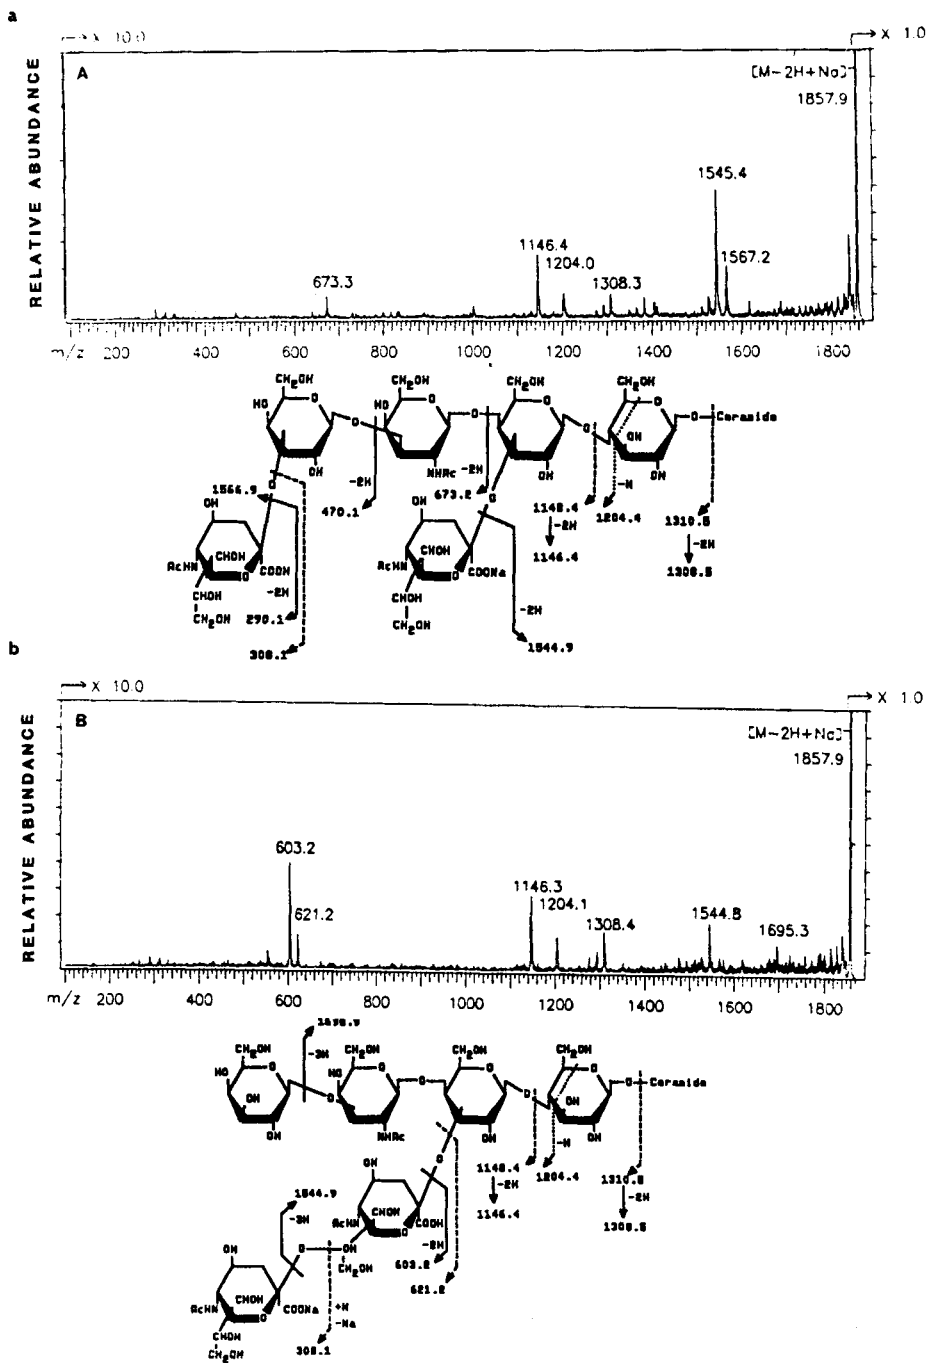 a
X 10.0
X 1.0
A
RELATIVE ABUNDANCE
[M-2H+Na]
1857.9
1545.4
1146.4
1204.0
1567.2
1308.3
673.3
m/z 200 400 600 800 1000 1200 1400 1600 1800
CH2OH CH2OH CH2OH CH2OH
HO O HO O O O
O O O O Ceramide
OH NHAc OH OH OH
-2H -2H -H
1566.9 470.1 673.2 1148.4 1204.4 1310.5
-2H -2H
1146.4 1308.5
OH OH
AcHN CHOH O COOH AcHN CHOH O COONa
CHOH -2H CHOH -2H
CH2OH 290.1 CH2OH
308.1 1544.9
b
X 10.0
X 1.0
B
RELATIVE ABUNDANCE
[M-2H+Na]
1857.9
603.2
621.2
1146.3
1204.1
1308.4
1544.8
1695.3
m/z 200 400 600 800 1000 1200 1400 1600 1800
-3H
CH2OH CH2OH CH2OH CH2OH
HO O HO O O O
OH O O O O Ceramide
OH NHAc OH OH OH
-H
1148.4 1204.4 1310.5
-2H -2H
1146.4 1308.5
OH O
1544.9 AcHN CHOH O COOH
-3H -2H
O OH 603.2
CH2OH 621.2
OH
AcHN CHOH O COONa +H
-Na
CHOH
CH2OH 308.1